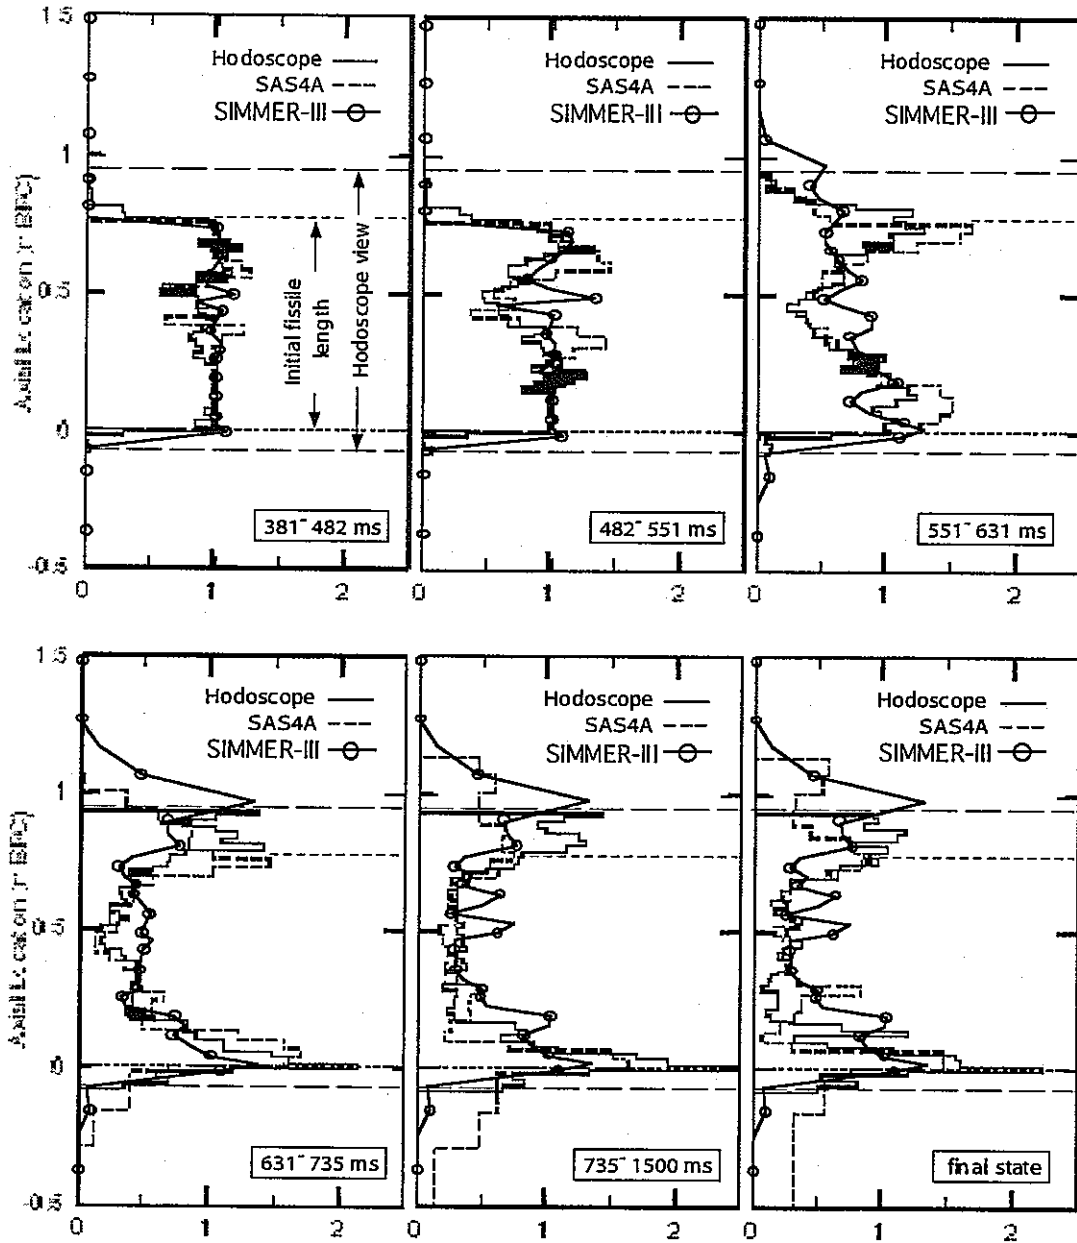 1.5
Hodoscope
SAS4A
SIMMER-III
Hodoscope
SAS4A
SIMMER-III
Hodoscope
SAS4A
SIMMER-III
1
0.5
0
-0.5
Initial fissile
length
Hodoscope view
381~482 ms
482~551 ms
551~631 ms
0 1 2
0 1 2
0 1 2
1.5
Hodoscope
SAS4A
SIMMER-III
Hodoscope
SAS4A
SIMMER-III
Hodoscope
SAS4A
SIMMER-III
1
0.5
0
-0.5
631~735 ms
735~1500 ms
final state
0 1 2
0 1 2
0 1 2